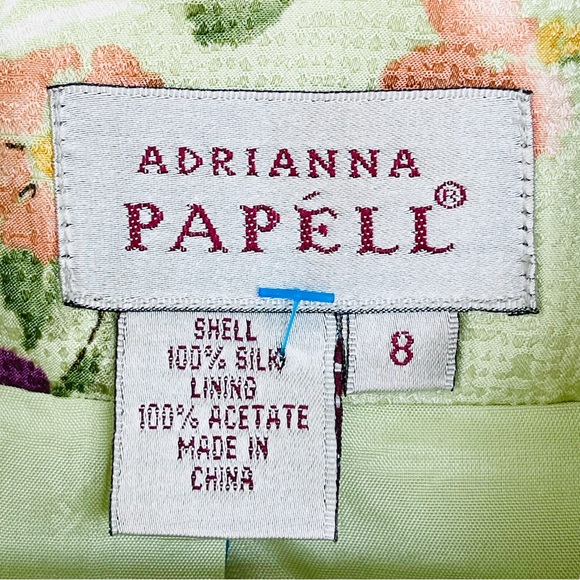 ADRIANNA
PAPÉLL®
SHELL
100% SILK
LINING
100% ACETATE
MADE IN
CHINA
8